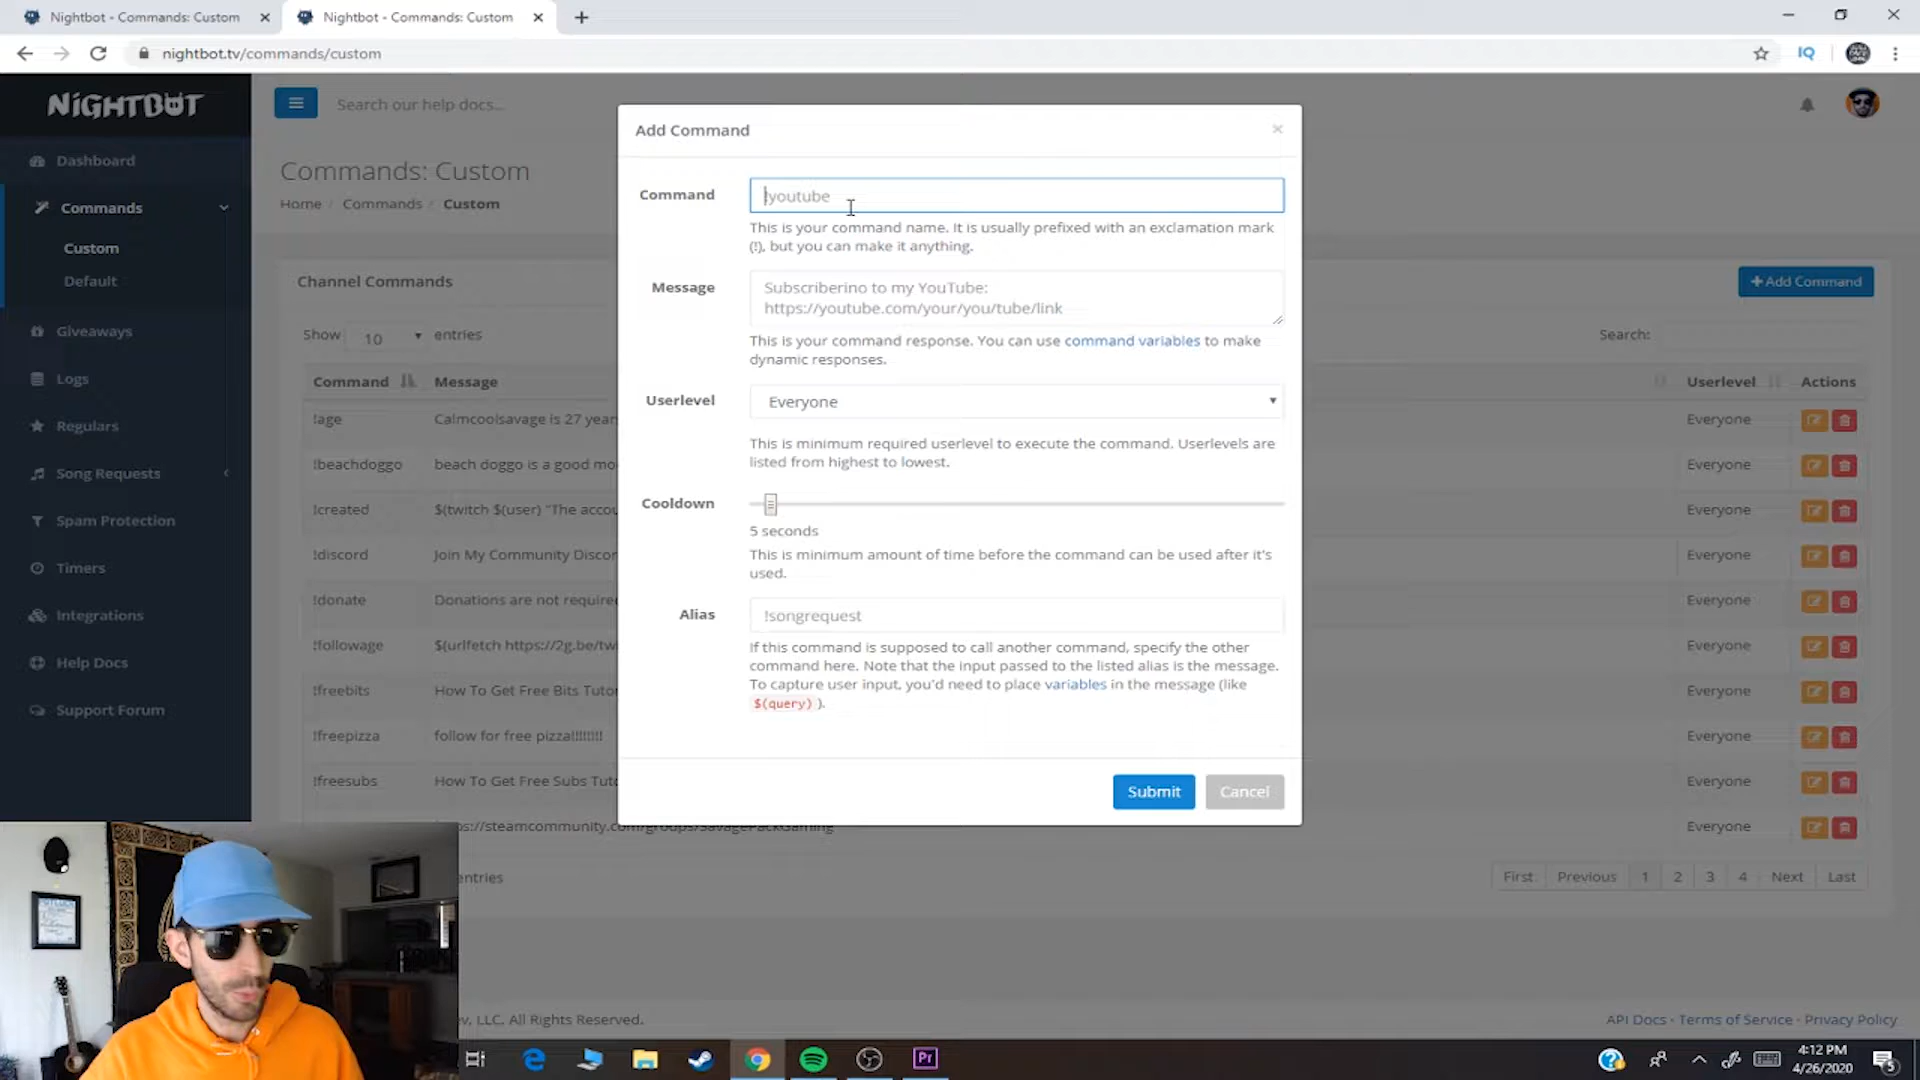 Nightbot - Commands: Custom
Nightbot - Commands: Custom
nightbot.tv/commands/custom
IQ
NIGHTBOT
Search our help docs...
Dashboard
Commands
Custom
Default
Giveaways
Logs
Regulars
Song Requests
Spam Protection
Timers
Integrations
Help Docs
Support Forum
Commands: Custom
Home / Commands / Custom
Channel Commands
+ Add Command
Show 10 entries
Search:
Command Message Userlevel Actions
!age Calmcoolsavage is 27 year Everyone
!beachdoggo beach doggo is a good mo Everyone
!created $(twitch $(user) "The accou Everyone
!discord Join My Community Discor Everyone
!donate Donations are not require Everyone
!followage $(urlfetch https://2g.be/twi Everyone
!freebits How To Get Free Bits Tutor Everyone
!freepizza follow for free pizza!!!!!!!! Everyone
!freesubs How To Get Free Subs Tuto Everyone
s://steamcommunity.com/groups/SavagePackGaming Everyone
entries
First Previous 1 2 3 4 Next Last
Add Command
×
Command
!youtube
This is your command name. It is usually prefixed with an exclamation mark
(!), but you can make it anything.
Message
Subscriberino to my YouTube:
https://youtube.com/your/you/tube/link
This is your command response. You can use command variables to make
dynamic responses.
Userlevel
Everyone
This is minimum required userlevel to execute the command. Userlevels are
listed from highest to lowest.
Cooldown
5 seconds
This is minimum amount of time before the command can be used after it's
used.
Alias
!songrequest
If this command is supposed to call another command, specify the other
command here. Note that the input passed to the listed alias is the message.
To capture user input, you'd need to place variables in the message (like
$(query) ).
Submit
Cancel
v, LLC. All Rights Reserved.
API Docs · Terms of Service · Privacy Policy
Pr
4:12 PM
4/26/2020
5